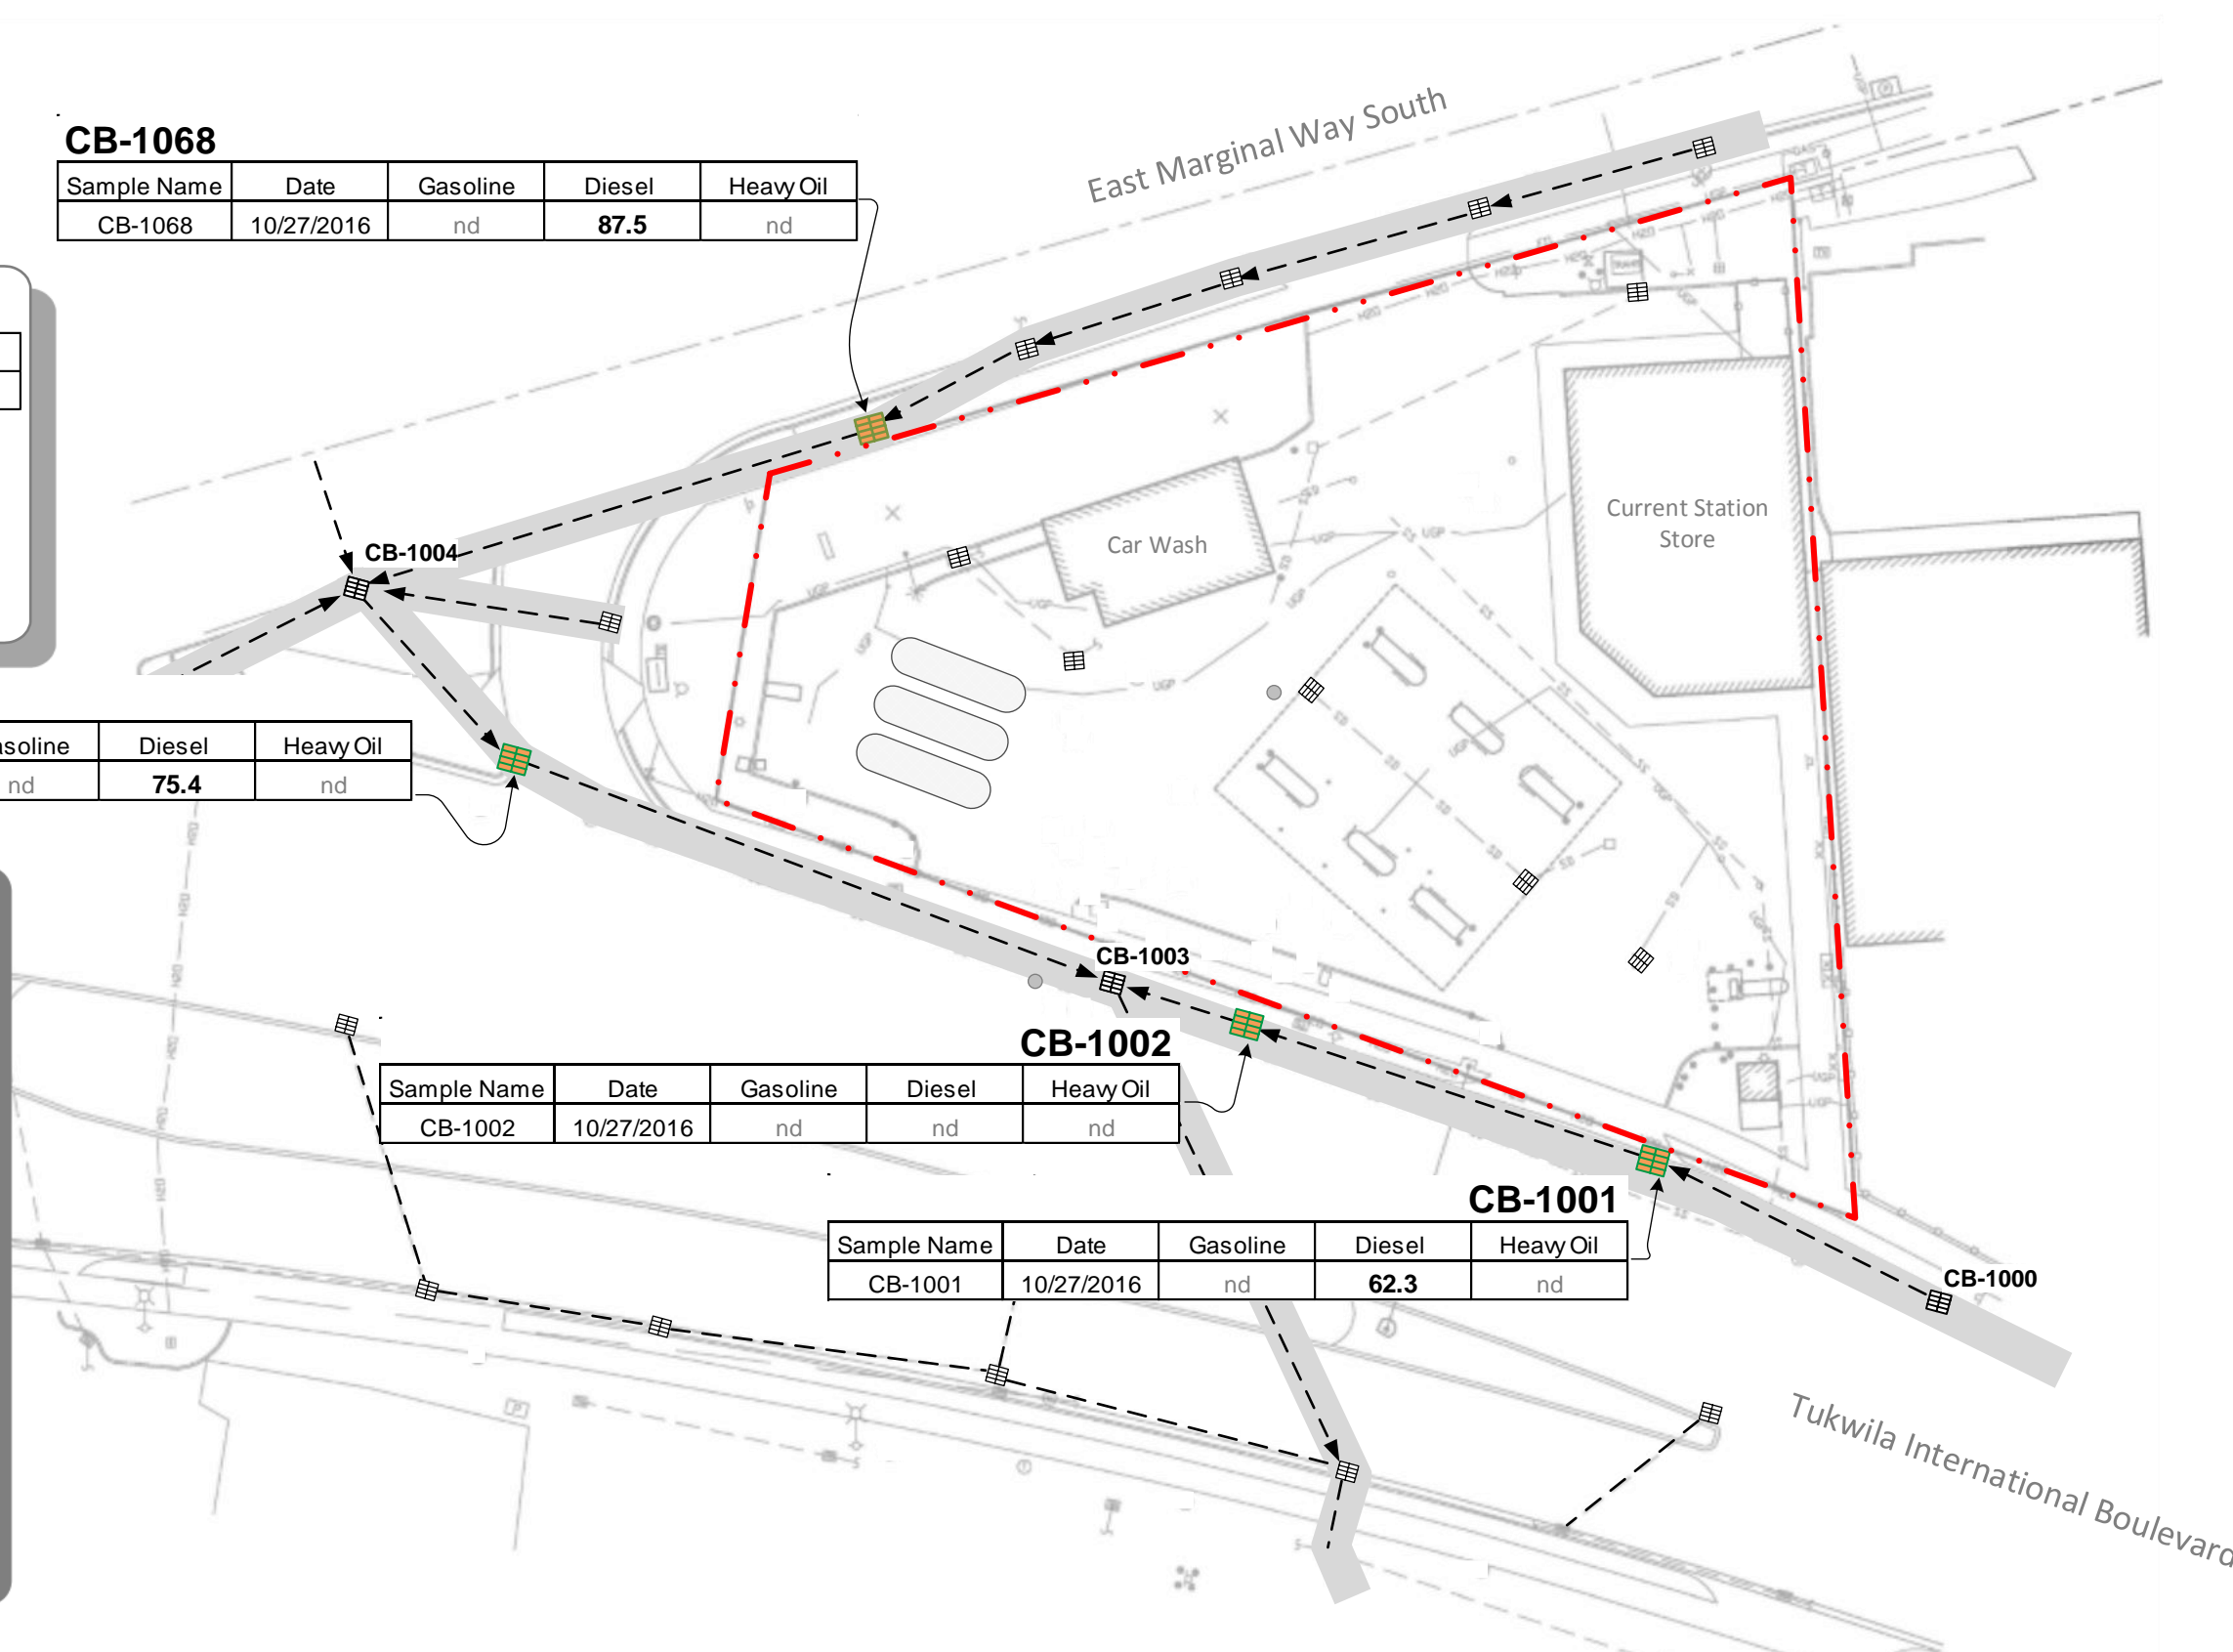 East Marginal Way South
CB-1068
Sample Name Date Gasoline Diesel Heavy Oil
CB-1068 10/27/2016 nd 87.5 nd
Current Station
Store
Car Wash
CB-1004
soline Diesel Heavy Oil
nd 75.4 nd
CB-1003
CB-1002
Sample Name Date Gasoline Diesel Heavy Oil
CB-1002 10/27/2016 nd nd nd
CB-1001
Sample Name Date Gasoline Diesel Heavy Oil
CB-1001 10/27/2016 nd 62.3 nd
CB-1000
Tukwila International Boulevard